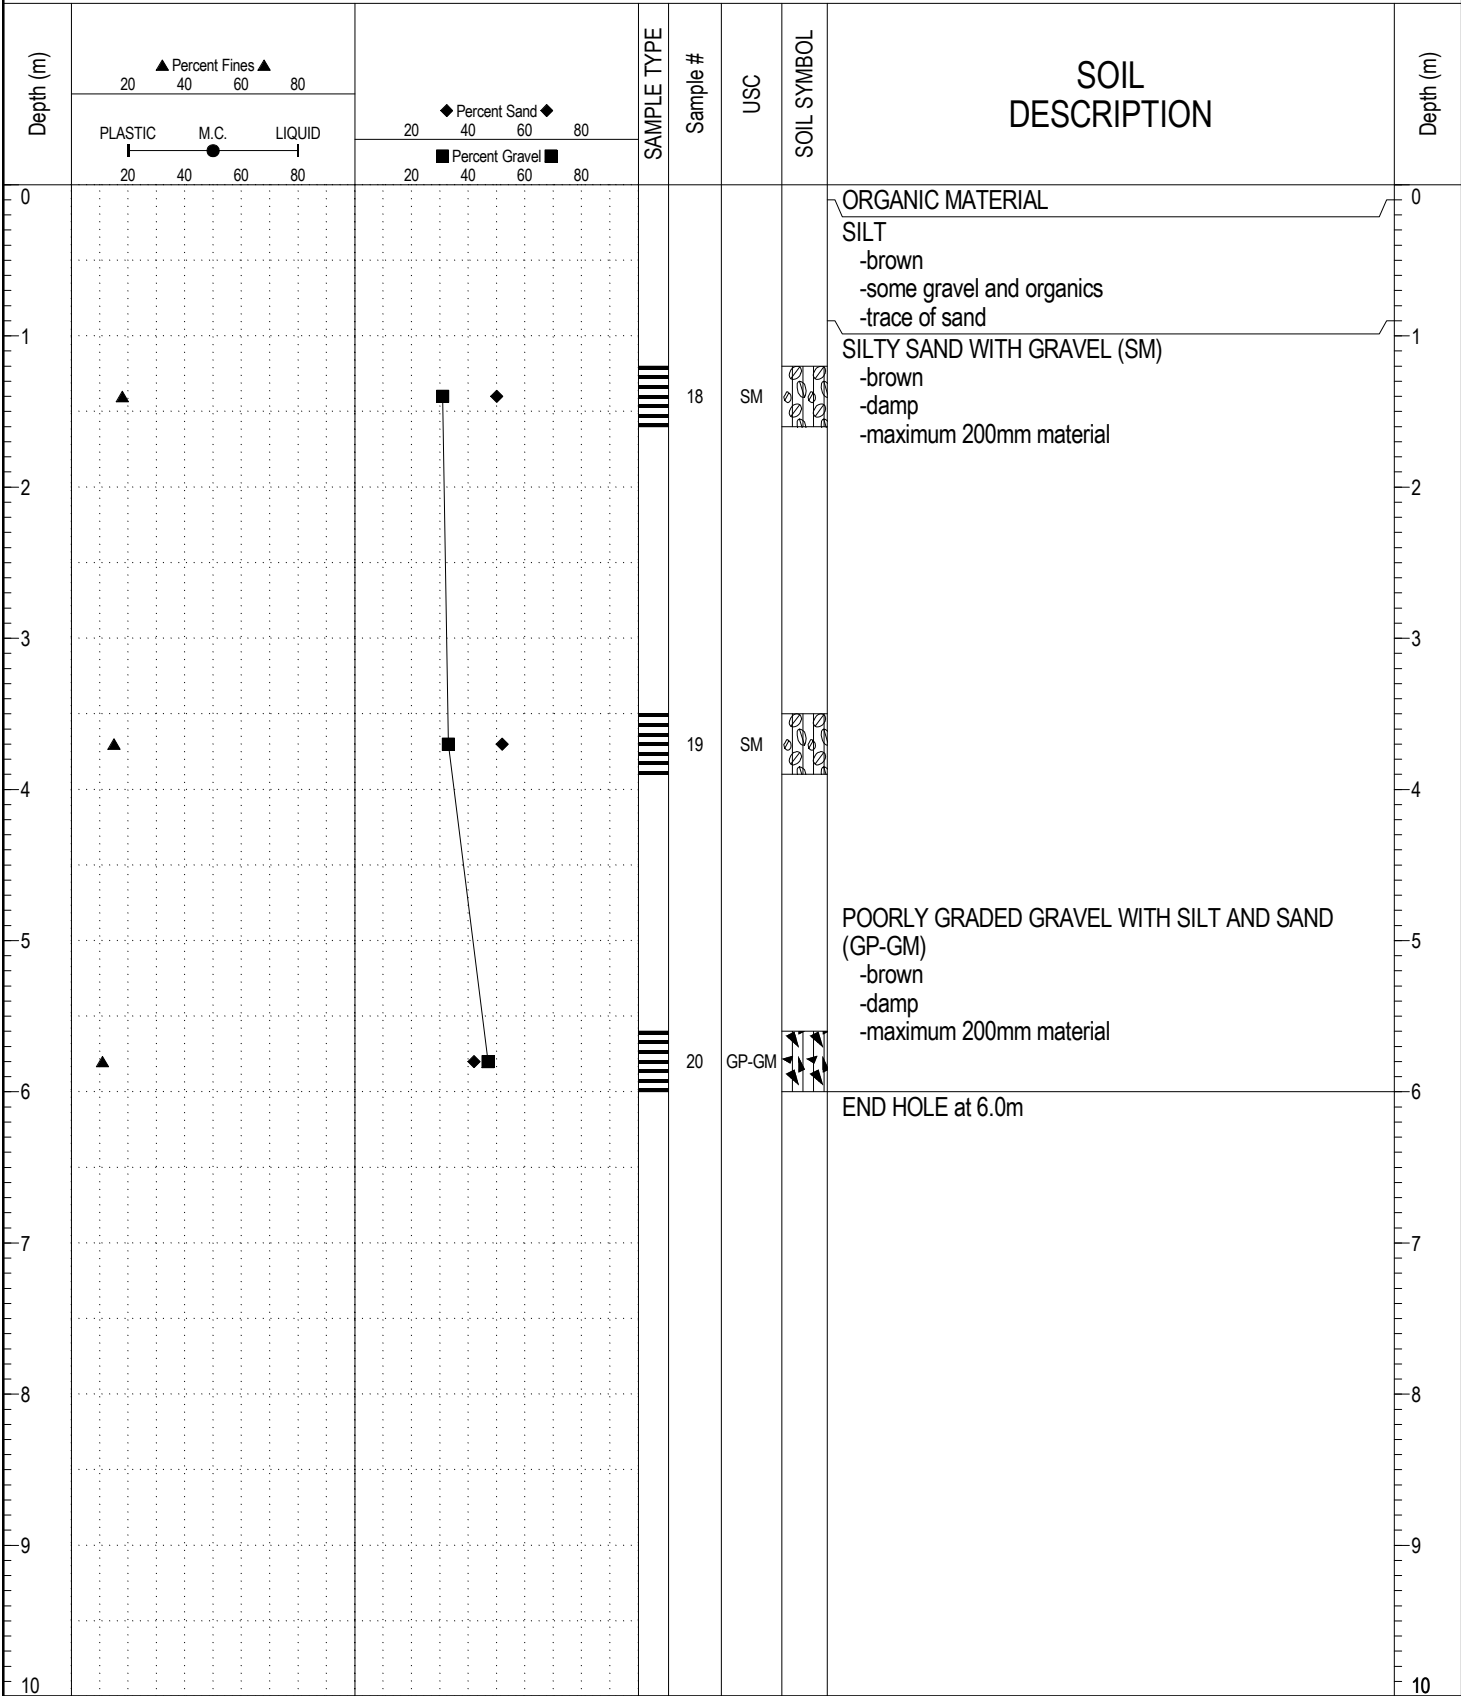 Depth (m)
▲ Percent Fines ▲
20 40 60 80
PLASTIC M.C. LIQUID
20 40 60 80
◆ Percent Sand ◆
20 40 60 80
■ Percent Gravel ■
20 40 60 80
SAMPLE TYPE
Sample #
USC
SOIL SYMBOL
SOIL
DESCRIPTION
Depth (m)
0 ORGANIC MATERIAL 0
SILT
-brown
-some gravel and organics
-trace of sand
1 1
SILTY SAND WITH GRAVEL (SM)
-brown
18 SM
-damp
-maximum 200mm material
2 2
3 3
19 SM
4 4
POORLY GRADED GRAVEL WITH SILT AND SAND
5 (GP-GM) 5
-brown
-damp
-maximum 200mm material
20 GP-GM
6 6
END HOLE at 6.0m
7 7
8 8
9 9
10 10